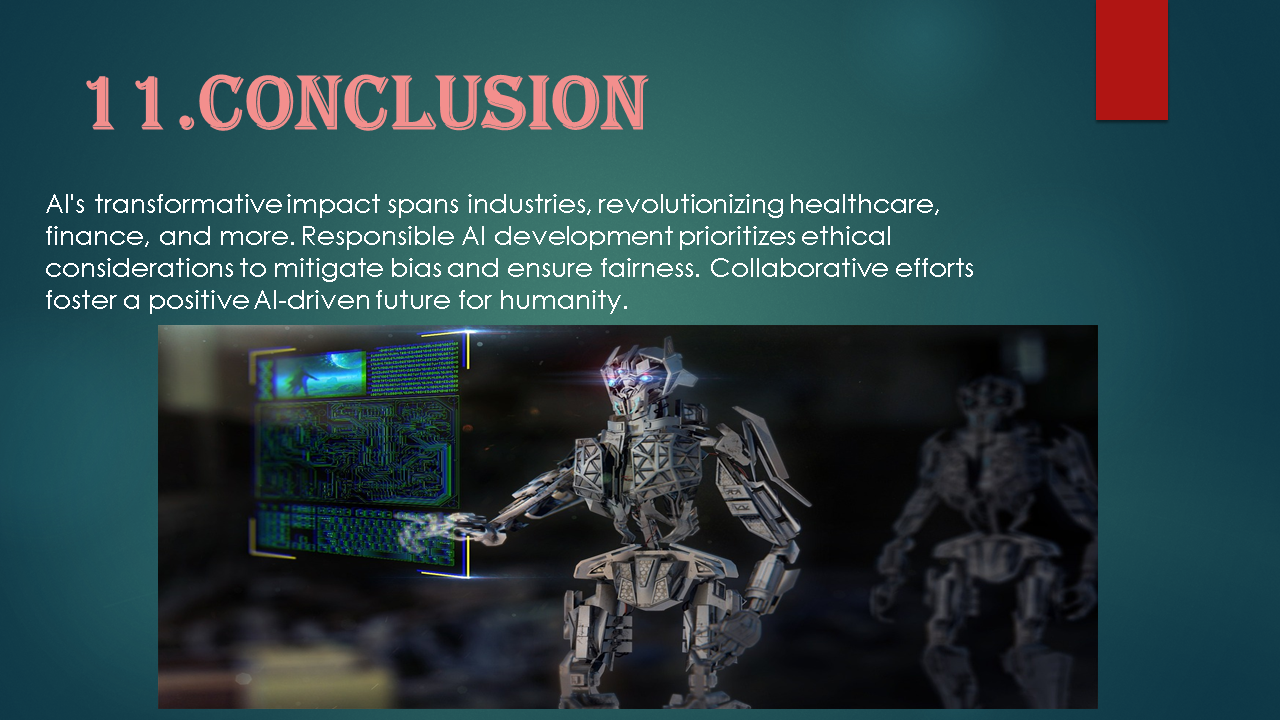 11.CONCLUSION
AI's transformative impact spans industries, revolutionizing healthcare,
finance, and more. Responsible AI development prioritizes ethical
considerations to mitigate bias and ensure fairness. Collaborative efforts
foster a positive AI-driven future for humanity.